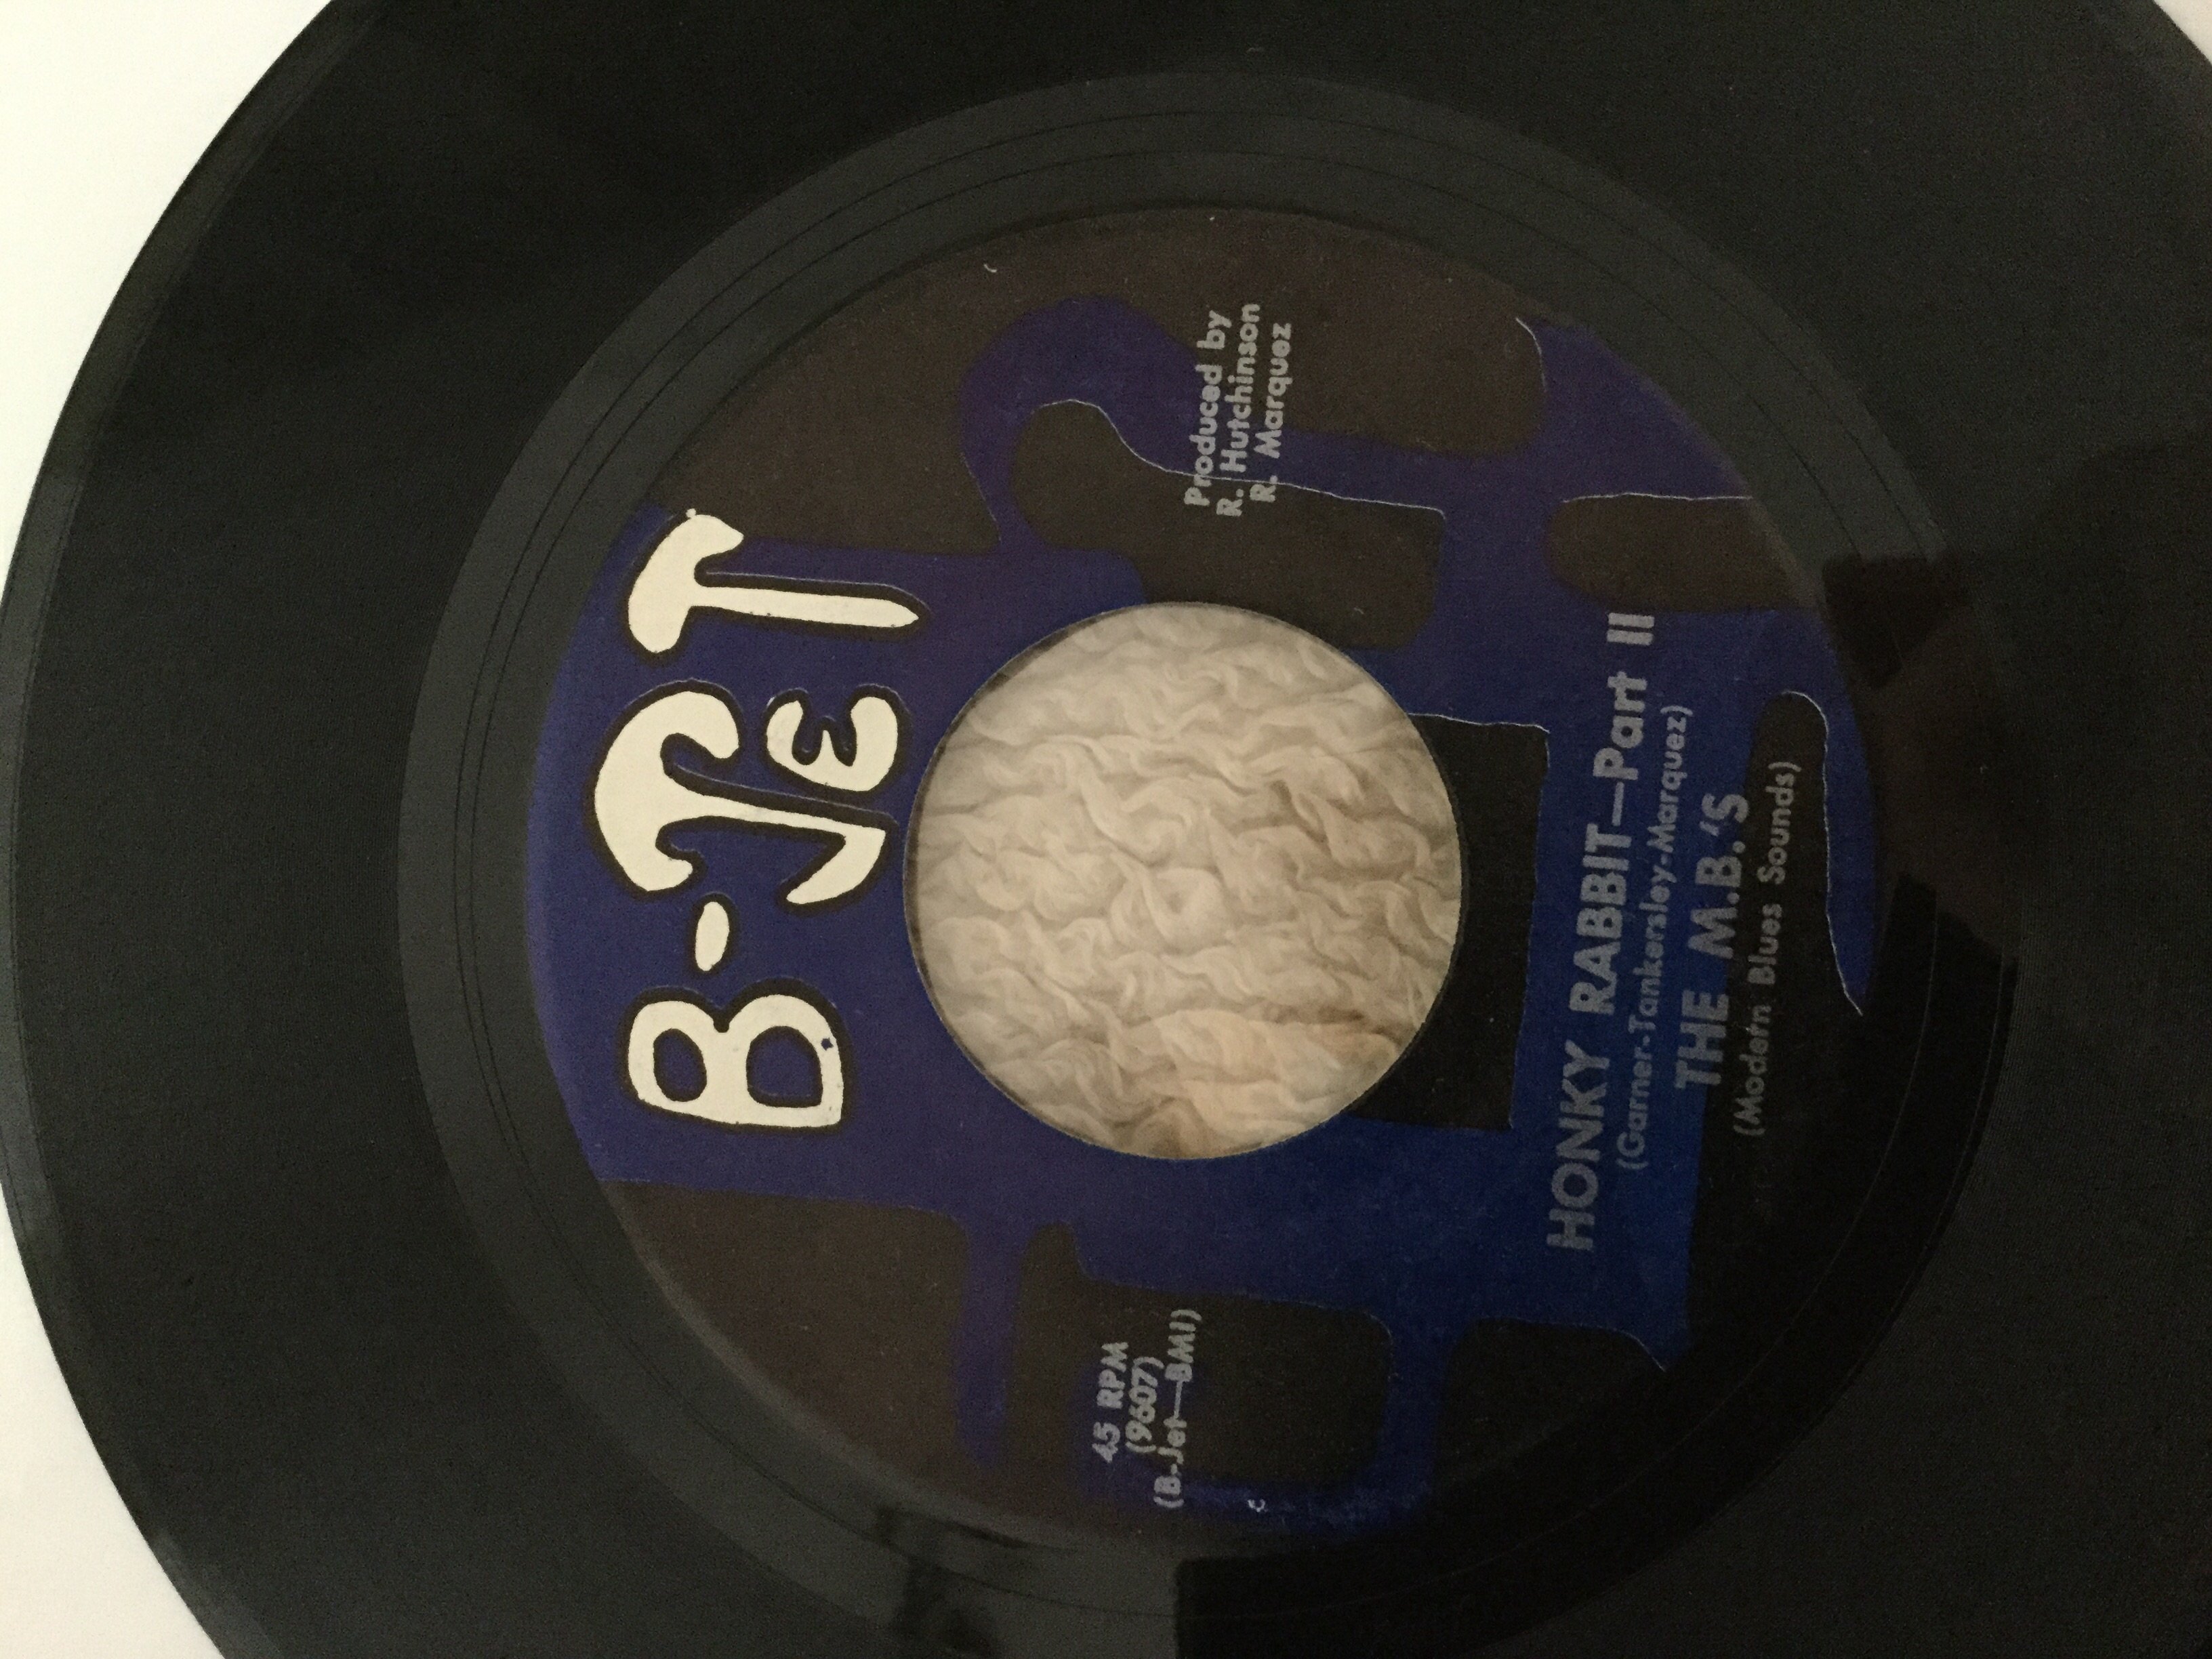 B-JET
Produced by
R. Hutchinson
R. Marquez
45 RPM
(9607)
(B-Jet—BMI)
HONKY RABBIT—Part II
(Garner-Tankersley-Marquez)
THE M.B.'S
(Modern Blues Sounds)